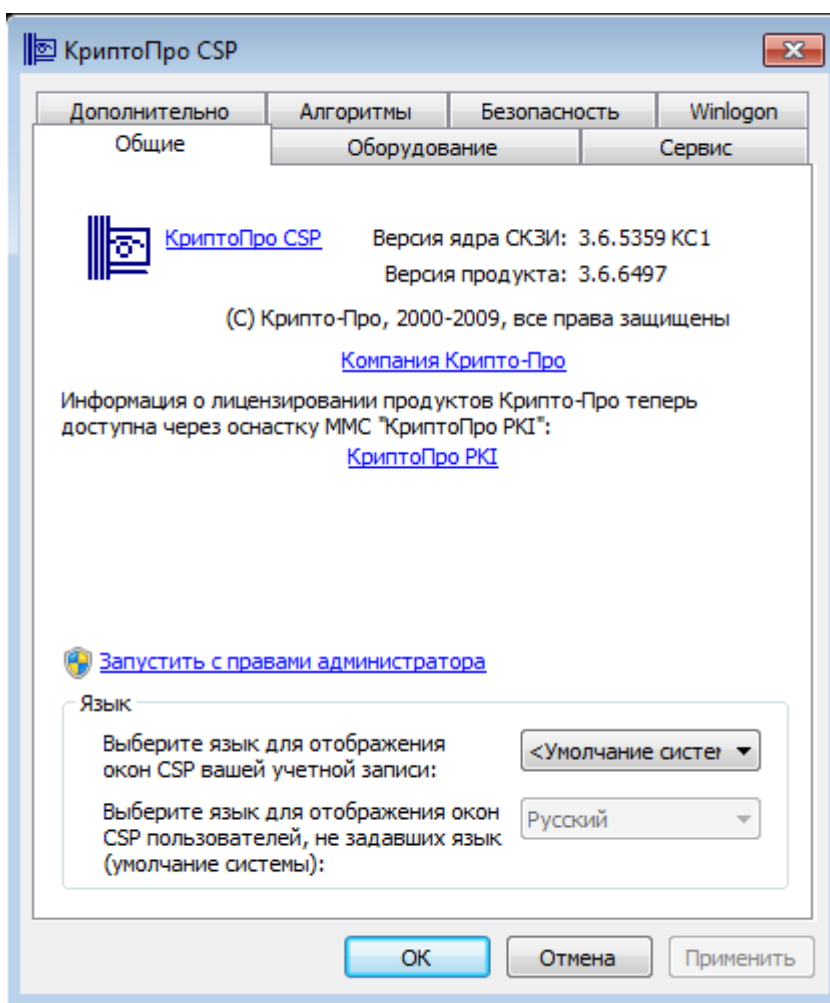 КриптоПро CSP
Дополнительно Алгоритмы Безопасность Winlogon
Общие Оборудование Сервис
КриптоПро CSP Версия ядра СКЗИ: 3.6.5359 КС1
Версия продукта: 3.6.6497
(C) Крипто-Про, 2000-2009, все права защищены
Компания Крипто-Про
Информация о лицензировании продуктов Крипто-Про теперь
доступна через оснастку ММС "КриптоПро PKI":
КриптоПро PKI
Запустить с правами администратора
Язык
Выберите язык для отображения
окон CSP вашей учетной записи:
<Умолчание систег
Выберите язык для отображения окон
CSP пользователей, не задавших язык
(умолчание системы):
Русский
OK Отмена Применить